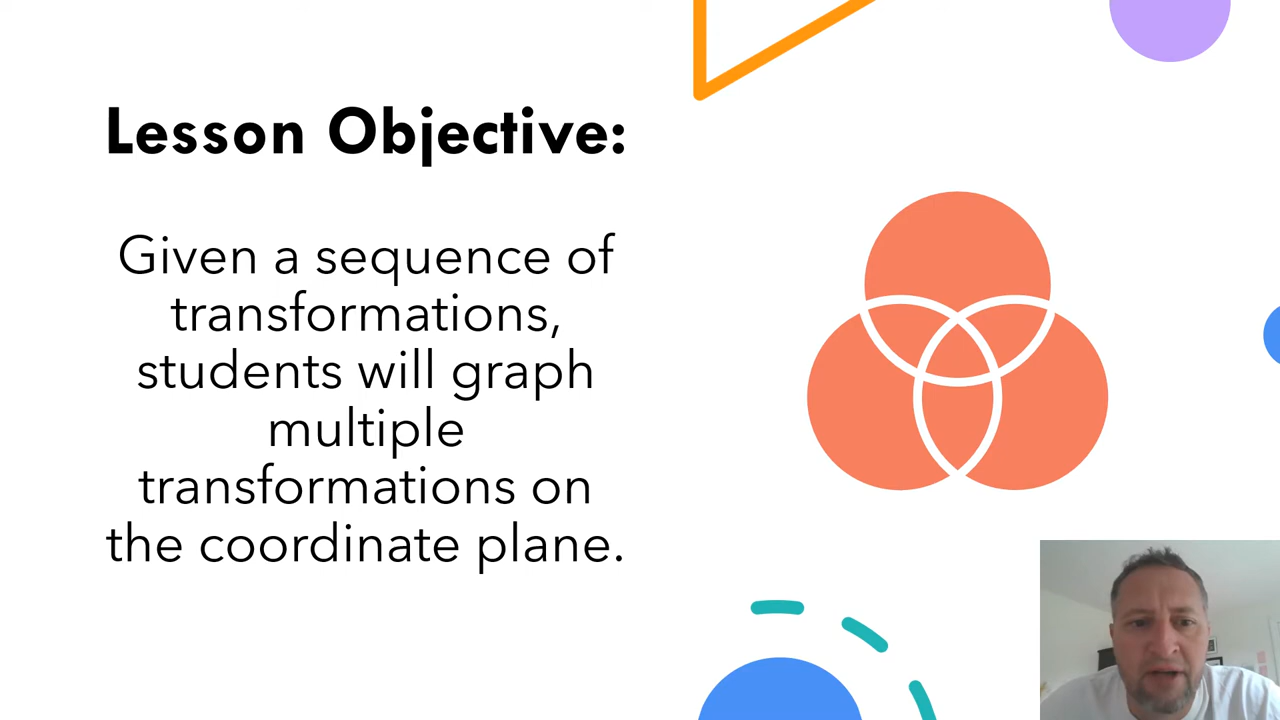 Lesson Objective:
Given a sequence of
transformations,
students will graph
multiple
transformations on
the coordinate plane.